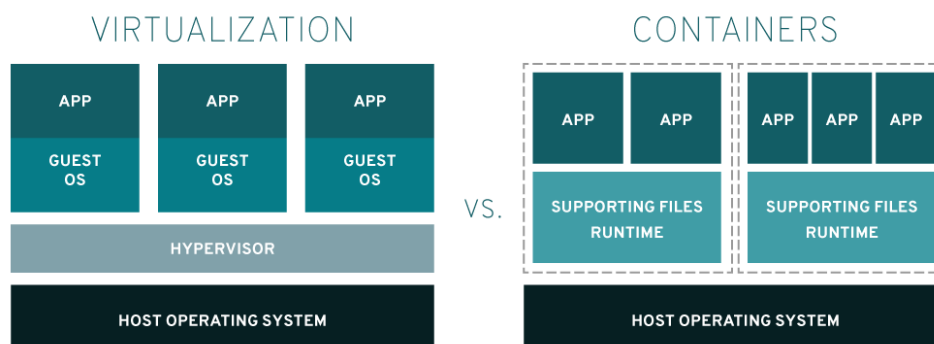 VIRTUALIZATION
APP
APP
APP
GUEST
OS
GUEST
OS
GUEST
OS
HYPERVISOR
HOST OPERATING SYSTEM
VS.
CONTAINERS
APP
APP
APP
APP
APP
SUPPORTING FILES
RUNTIME
SUPPORTING FILES
RUNTIME
HOST OPERATING SYSTEM